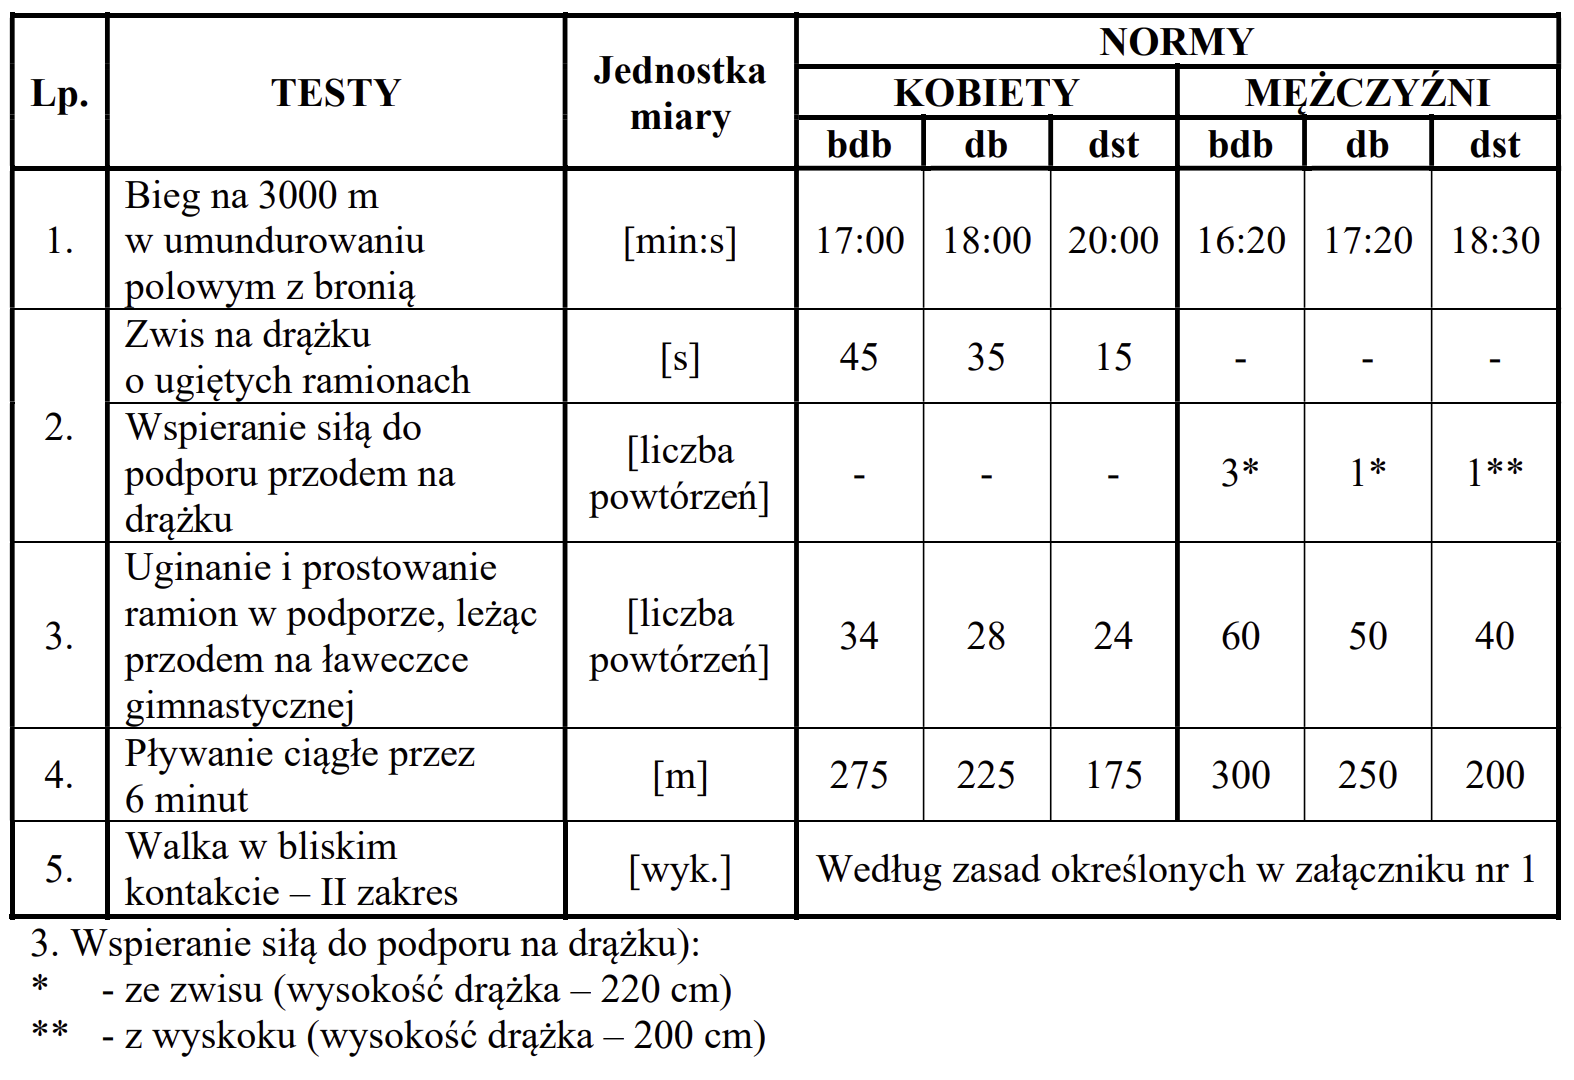 NORMY
Lp. TESTY Jednostka miary KOBIETY MĘŻCZYŹNI
bdb db dst bdb db dst
1. Bieg na 3000 m
w umundurowaniu [min:s] 17:00 18:00 20:00 16:20 17:20 18:30
polowym z bronią
2. Zwis na drążku
o ugiętych ramionach [s] 45 35 15 - - -
Wspieranie siłą do
podporu przodem na [liczba powtórzeń] - - - 3* 1* 1**
drążku
3. Uginanie i prostowanie
ramion w podporze, leżąc [liczba
przodem na ławeczce powtórzeń] 34 28 24 60 50 40
gimnastycznej
4. Pływanie ciągłe przez
6 minut [m] 275 225 175 300 250 200
5. Walka w bliskim
kontakcie – II zakres [wyk.] Według zasad określonych w załączniku nr 1
3. Wspieranie siłą do podporu na drążku):
* - ze zwisu (wysokość drążka – 220 cm)
** - z wyskoku (wysokość drążka – 200 cm)